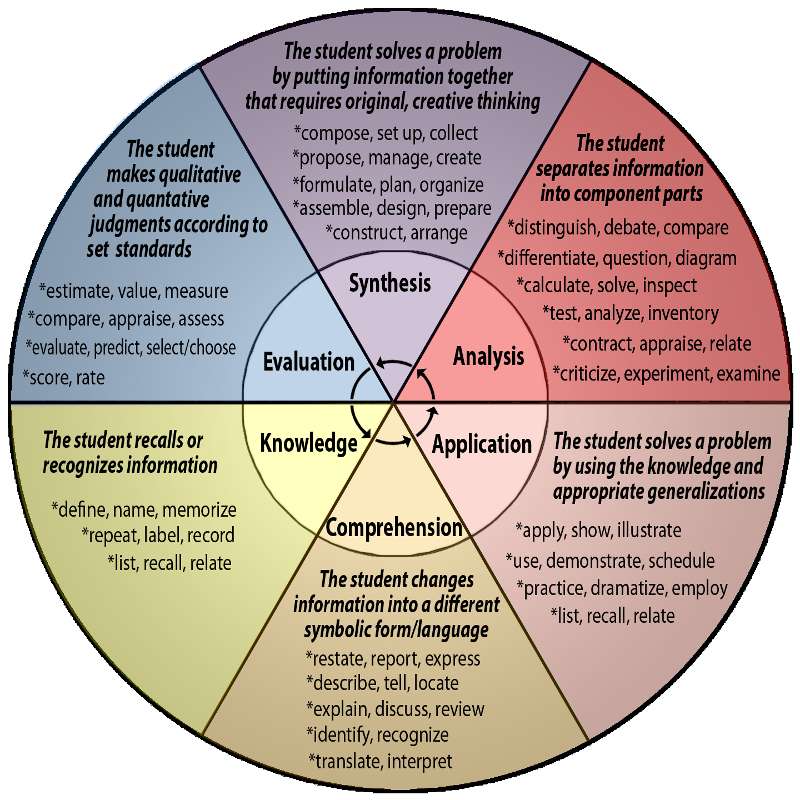 The student solves a problem
by putting information together
that requires original, creative thinking
*compose, set up, collect
*propose, manage, create
*formulate, plan, organize
*assemble, design, prepare
*construct, arrange
Synthesis
The student
separates information
into component parts
*distinguish, debate, compare
*differentiate, question, diagram
*calculate, solve, inspect
*test, analyze, inventory
*contract, appraise, relate
*criticize, experiment, examine
Analysis
The student solves a problem
by using the knowledge and
appropriate generalizations
*apply, show, illustrate
*use, demonstrate, schedule
*practice, dramatize, employ
*list, recall, relate
Application
Comprehension
The student changes
information into a different
symbolic form/language
*restate, report, express
*describe, tell, locate
*explain, discuss, review
*identify, recognize
*translate, interpret
Knowledge
The student recalls or
recognizes information
*define, name, memorize
*repeat, label, record
*list, recall, relate
The student
makes qualitative
and quantative
judgments according to
set standards
*estimate, value, measure
*compare, appraise, assess
*evaluate, predict, select/choose
*score, rate
Evaluation